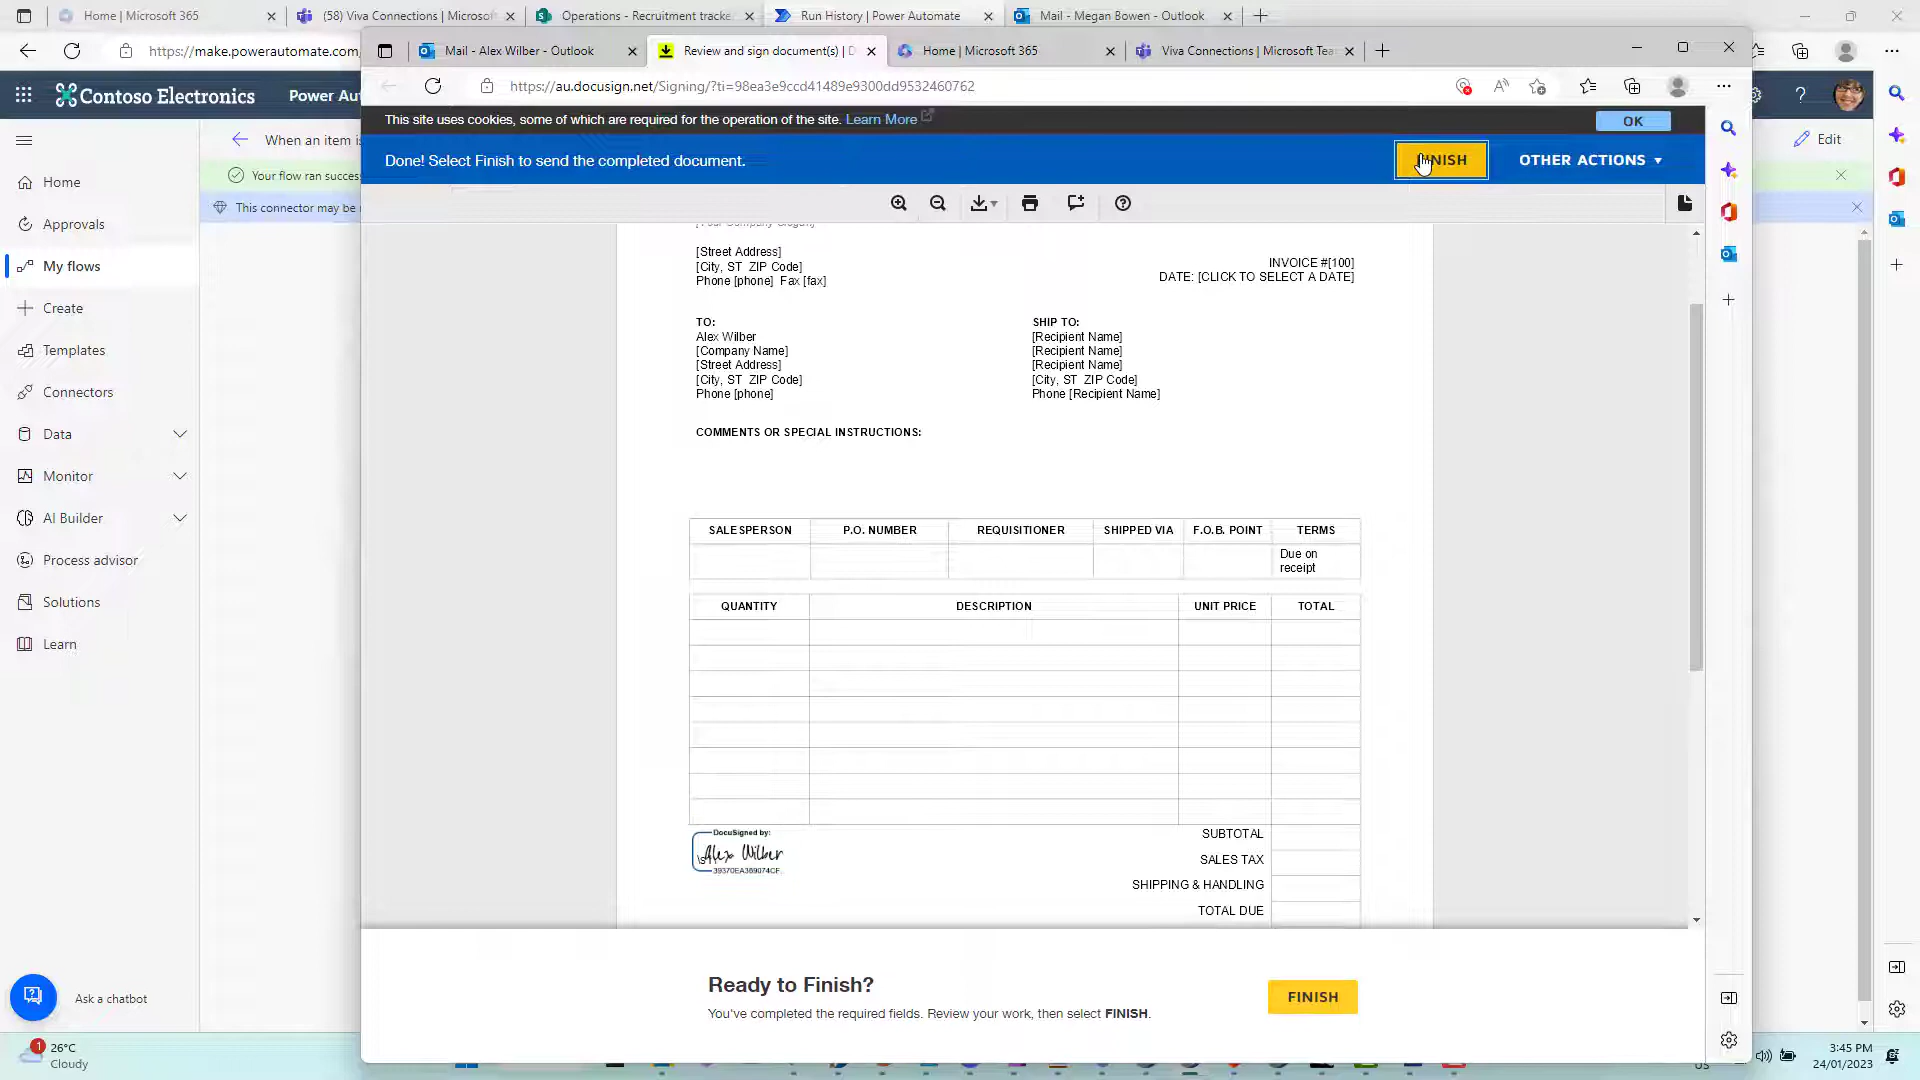 Home | Microsoft 365
(58) Viva Connections | Microsof
Operations - Recruitment tracke
Run History | Power Automate
Mail - Megan Bowen - Outlook
https://make.powerautomate.com/
Mail - Alex Wilber - Outlook
Review and sign document(s) | D
Home | Microsoft 365
Viva Connections | Microsoft Tea
https://au.docusign.net/Signing/?ti=98ea3e9ccd41489e9300dd9532460762
Contoso Electronics
Power Au
This site uses cookies, some of which are required for the operation of the site. Learn More
OK
When an item is
Edit
Your flow ran success
This connector may be
Done! Select Finish to send the completed document.
FINISH
OTHER ACTIONS
Home
Approvals
My flows
Create
Templates
Connectors
Data
Monitor
AI Builder
Process advisor
Solutions
Learn
Ask a chatbot
[Your Company Slogan]
[Street Address]
[City, ST  ZIP Code]
Phone [phone]  Fax [fax]
INVOICE #[100]
DATE: [CLICK TO SELECT A DATE]
TO:
Alex Wilber
[Company Name]
[Street Address]
[City, ST  ZIP Code]
Phone [phone]
SHIP TO:
[Recipient Name]
[Recipient Name]
[Recipient Name]
[City, ST  ZIP Code]
Phone [Recipient Name]
COMMENTS OR SPECIAL INSTRUCTIONS:
SALESPERSON P.O. NUMBER REQUISITIONER SHIPPED VIA F.O.B. POINT TERMS
Due on
receipt
QUANTITY DESCRIPTION UNIT PRICE TOTAL
SUBTOTAL
SALES TAX
SHIPPING & HANDLING
TOTAL DUE
DocuSigned by:
Alex Wilber
39370EA389074CF...
Ready to Finish?
You've completed the required fields. Review your work, then select FINISH.
FINISH
1
26°C
Cloudy
US
3:45 PM
24/01/2023